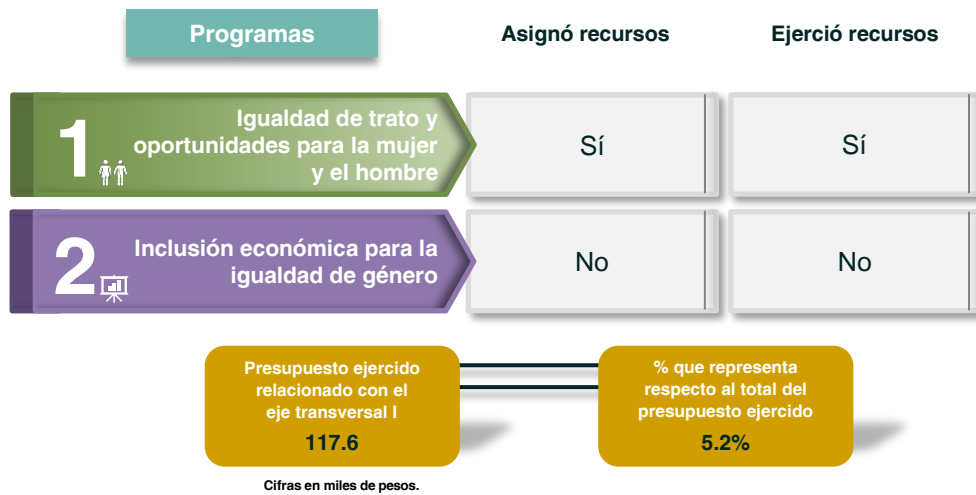 Programas
Asignó recursos
Ejerció recursos
1
Igualdad de trato y
oportunidades para la mujer
y el hombre
Sí
Sí
2
Inclusión económica para la
igualdad de género
No
No
Presupuesto ejercido
relacionado con el
eje transversal I
117.6
% que representa
respecto al total del
presupuesto ejercido
5.2%
Cifras en miles de pesos.